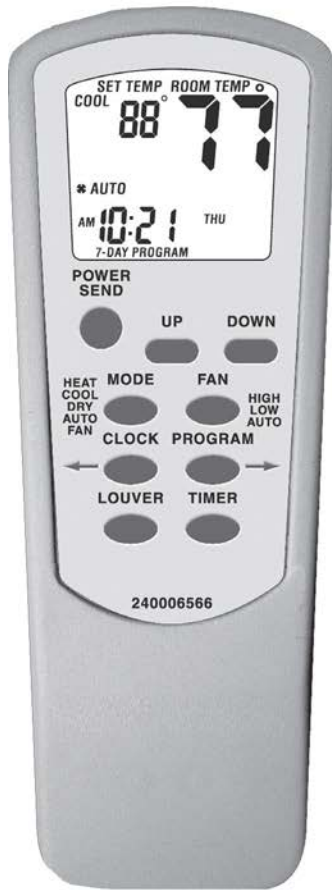 SET TEMP ROOM TEMP
COOL 88° 77°
AUTO
AM 10:21 THU
7-DAY PROGRAM
POWER
SEND
UP DOWN
MODE FAN
HEAT
COOL
DRY
AUTO
FAN
HIGH
LOW
AUTO
CLOCK PROGRAM
LOUVER TIMER
240006566